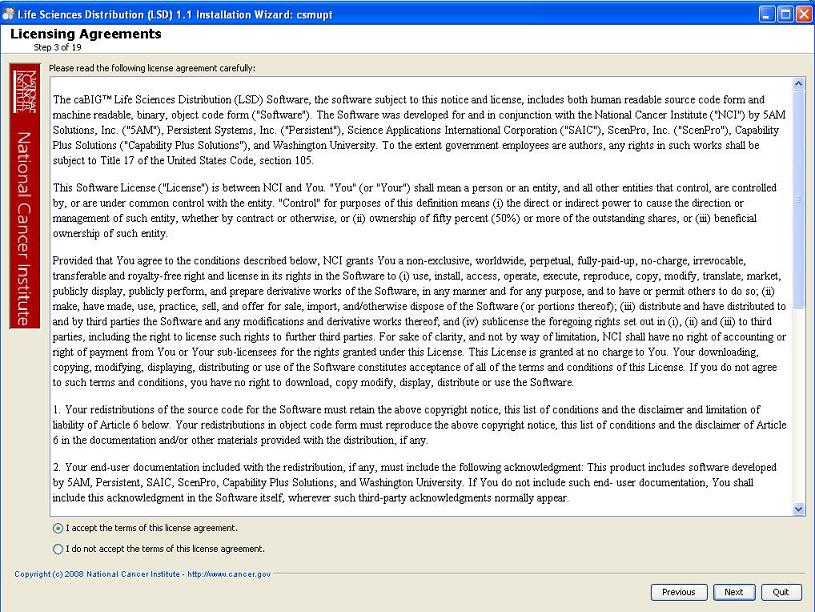 Life Sciences Distribution (LSD) 1.1 Installation Wizard: csmupt
Licensing Agreements
Step 3 of 19
NATIONAL
CANCER
INSTITUTE
National Cancer Institute
Please read the following license agreement carefully:
The caBIG™ Life Sciences Distribution (LSD) Software, the software subject to this notice and license, includes both human readable source code form and
machine readable, binary, object code form ("Software"). The Software was developed for and in conjunction with the National Cancer Institute ("NCI") by 5AM
Solutions, Inc. ("5AM"), Persistent Systems, Inc. ("Persistent"), Science Applications International Corporation ("SAIC"), ScenPro, Inc. ("ScenPro"), Capability
Plus Solutions ("Capability Plus Solutions"), and Washington University. To the extent government employees are authors, any rights in such works shall be
subject to Title 17 of the United States Code, section 105.
This Software License ("License") is between NCI and You. "You" (or "Your") shall mean a person or an entity, and all other entities that control, are controlled
by, or are under common control with the entity. "Control" for purposes of this definition means (i) the direct or indirect power to cause the direction or
management of such entity, whether by contract or otherwise, or (ii) ownership of fifty percent (50%) or more of the outstanding shares, or (iii) beneficial
ownership of such entity.
Provided that You agree to the conditions described below, NCI grants You a non-exclusive, worldwide, perpetual, fully-paid-up, no-charge, irrevocable,
transferable and royalty-free right and license in its rights in the Software to (i) use, install, access, operate, execute, reproduce, copy, modify, translate, market,
publicly display, publicly perform, and prepare derivative works of the Software, in any manner and for any purpose, and to have or permit others to do so; (ii)
make, have made, use, practice, sell, and offer for sale, import, and/otherwise dispose of the Software (or portions thereof); (iii) distribute and have distributed to
and by third parties the Software and any modifications and derivative works thereof; and (iv) sublicense the foregoing rights set out in (i), (ii) and (iii) to third
parties, including the right to license such rights to further third parties. For sake of clarity, and not by way of limitation, NCI shall have no right of accounting or
right of payment from You or Your sub-licensees for the rights granted under this License. This License is granted at no charge to You. Your downloading,
copying, modifying, displaying, distributing or use of the Software constitutes acceptance of all of the terms and conditions of this License. If you do not agree
to such terms and conditions, you have no right to download, copy modify, display, distribute or use the Software.
1. Your redistributions of the source code for the Software must retain the above copyright notice, this list of conditions and the disclaimer and limitation of
liability of Article 6 below. Your redistributions in object code form must reproduce the above copyright notice, this list of conditions and the disclaimer of Article
6 in the documentation and/or other materials provided with the distribution, if any.
2. Your end-user documentation included with the redistribution, if any, must include the following acknowledgment: This product includes software developed
by 5AM, Persistent, SAIC, ScenPro, Capability Plus Solutions, and Washington University. If You do not include such end- user documentation, You shall
include this acknowledgment in the Software itself, wherever such third-party acknowledgments normally appear.
I accept the terms of this license agreement.
I do not accept the terms of this license agreement.
Copyright (c) 2008 National Cancer Institute - http://www.cancer.gov
Previous
Next
Quit